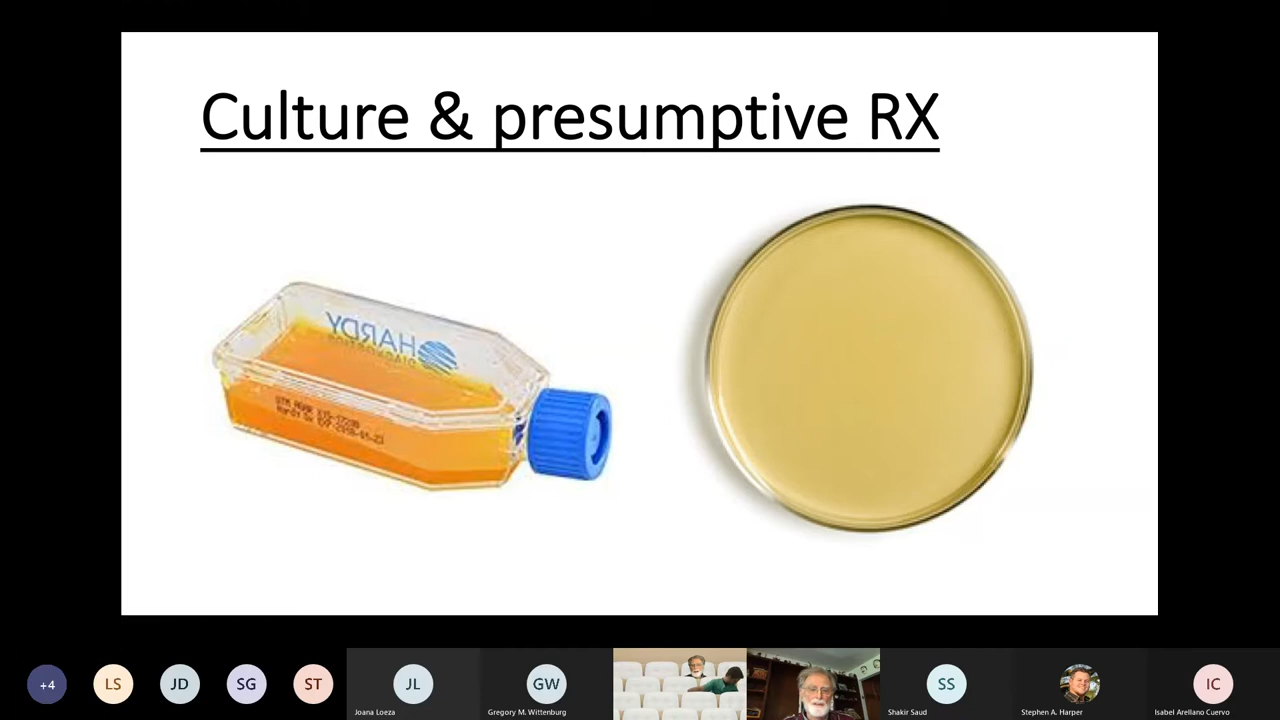 Culture & presumptive RX
HARDY
DIAGNOSTICS
+4
LS
JD
SG
ST
JL
GW
SS
IC
Joana Loeza
Gregory M. Wittenburg
Shakir Saud
Stephen A. Harper
Isabel Arellano Cuervo